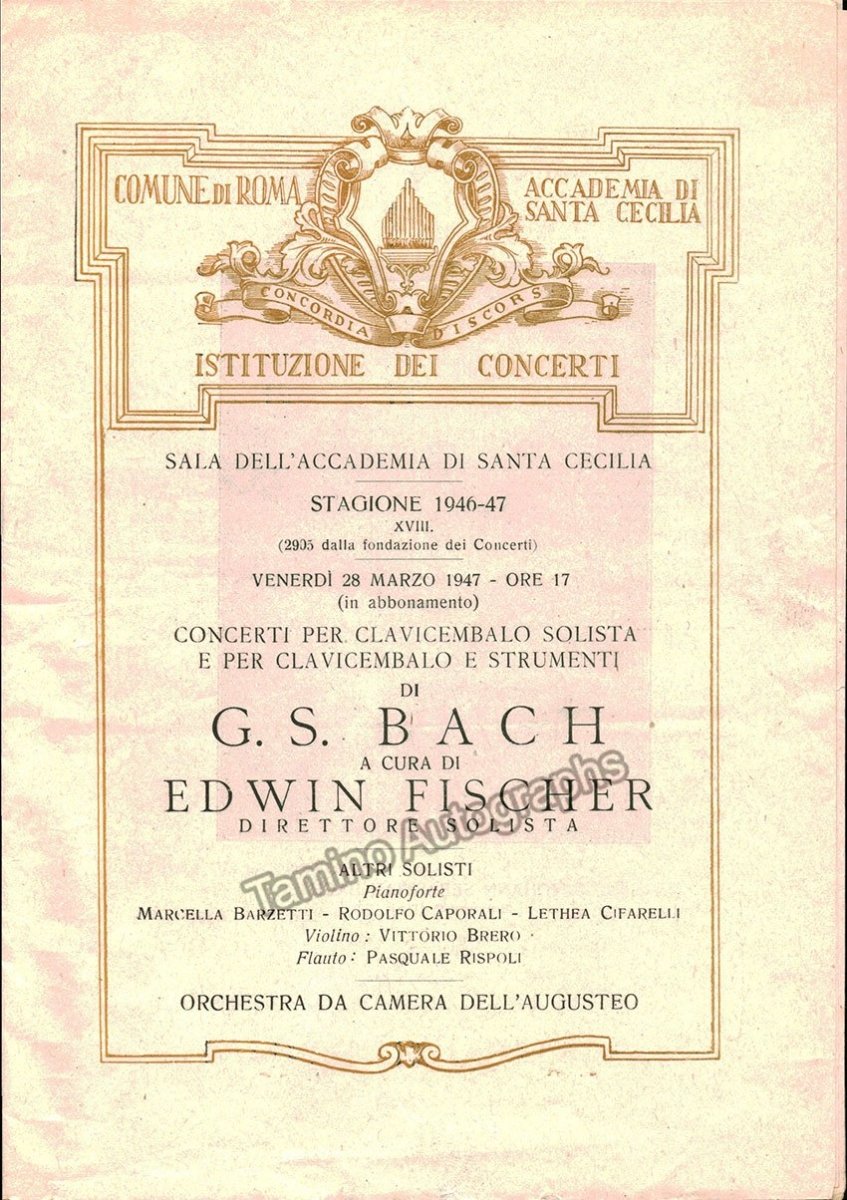 COMUNE DI ROMA
ACCADEMIA DI
SANTA CECILIA
CONCORDIA DISCORS
ISTITUZIONE DEI CONCERTI
SALA DELL'ACCADEMIA DI SANTA CECILIA
STAGIONE 1946-47
XVIII.
(2905 dalla fondazione dei Concerti)
VENERDÌ 28 MARZO 1947 - ORE 17
(in abbonamento)
CONCERTI PER CLAVICEMBALO SOLISTA
E PER CLAVICEMBALO E STRUMENTI
DI
G. S. BACH
A CURA DI
EDWIN FISCHER
DIRETTORE SOLISTA
Tamino Autographs
ALTRI SOLISTI
Pianoforte
MARCELLA BARZETTI - RODOLFO CAPORALI - LETHEA CIFARELLI
Violino: VITTORIO BRERO
Flauto: PASQUALE RISPOLI
ORCHESTRA DA CAMERA DELL'AUGUSTEO